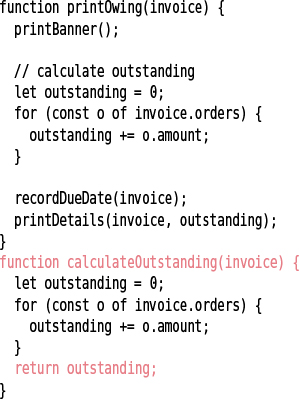 function printOwing(invoice) {
  printBanner();

  // calculate outstanding
  let outstanding = 0;
  for (const o of invoice.orders) {
    outstanding += o.amount;
  }

  recordDueDate(invoice);
  printDetails(invoice, outstanding);
}
function calculateOutstanding(invoice) {
  let outstanding = 0;
  for (const o of invoice.orders) {
    outstanding += o.amount;
  }
  return outstanding;
}